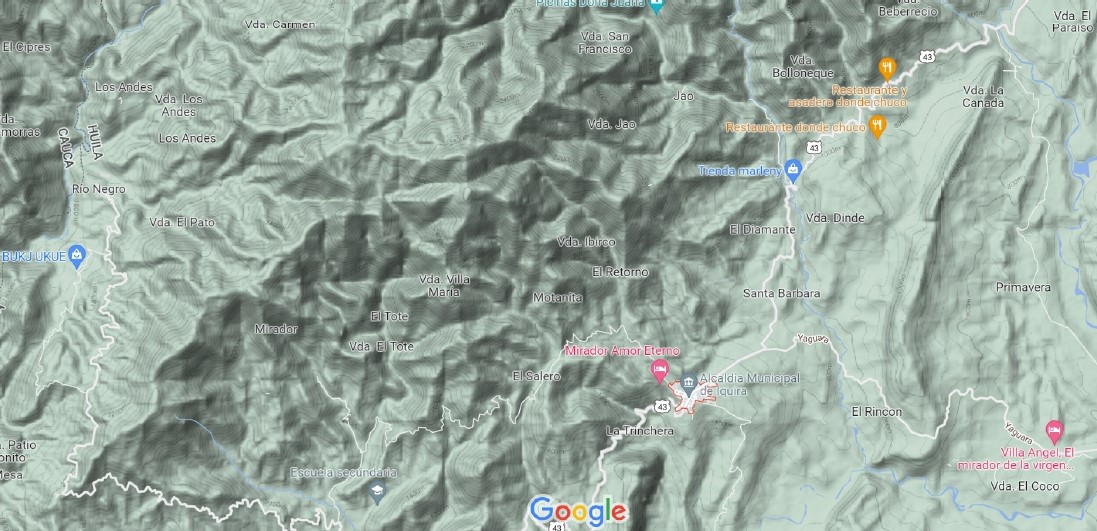 Picinas Doña Juana
Vda.
Beberrecio
Vda. El
Paraiso
Vda. Carmen
El Cipres
Vda. San
Francisco
43
Vda.
Bolloneque
Los Andes
Vda. Los
Andes
Jao
Restaurante y
asadero donde chuco
Vda. La
Canada
Vda. Jao
Restaurante donde chuco
Los Andes
43
HUILA
CAUCA
Tienda marleny
Río Negro
Vda. El Pato
Vda. Dinde
El Diamante
Vda. Ibirco
BUKJ UKUE
El Retorno
Vda. Villa
María
Santa Barbara
Primavera
Motanita
El Tote
Mirador
Yaguara
Vda. El Tote
Mirador Amor Eterno
El Salero
Alcaldia Municipal
de Iquira
43
El Rincon
La Trinchera
Yaguara
Villa Angel, El
mirador de la virgen...
Escuela secundaria
Vda. El Coco
Google
43